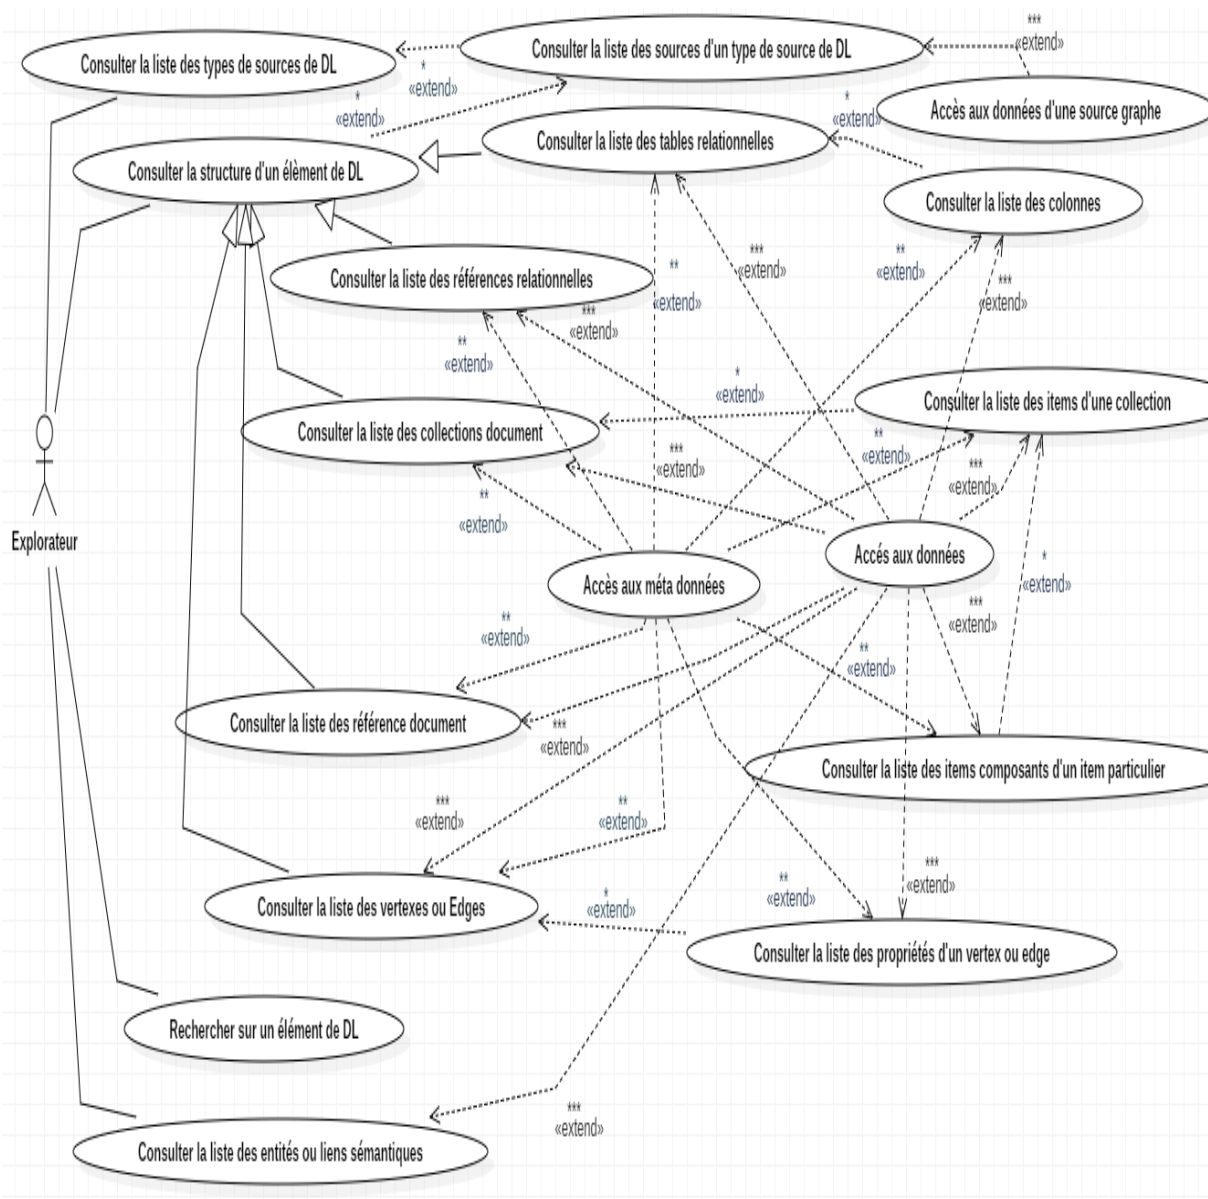 ***
Consulter la liste des sources d'un type de source de DL
«extend»
Consulter la liste des types de sources de DL
*
«extend»
*
«extend»
*
«extend»
Accès aux données d'une source graphe
Consulter la liste des tables relationnelles
Consulter la structure d'un élèment de DL
Consulter la liste des colonnes
***
«extend»
**
«extend»
**
«extend»
Consulter la liste des références relationnelles
***
«extend»
***
«extend»
**
«extend»
*
«extend»
Consulter la liste des items d'une collection
Consulter la liste des collections document
**
«extend»
***
«extend»
***
«extend»
**
«extend»
Explorateur
Accés aux données
*
«extend»
Accès aux méta données
***
«extend»
**
«extend»
**
«extend»
Consulter la liste des référence document
***
«extend»
Consulter la liste des items composants d'un item particulier
***
«extend»
**
«extend»
***
«extend»
**
«extend»
*
«extend»
Consulter la liste des vertexes ou Edges
Consulter la liste des propriétés d'un vertex ou edge
Rechercher sur un élément de DL
***
«extend»
Consulter la liste des entités ou liens sémantiques